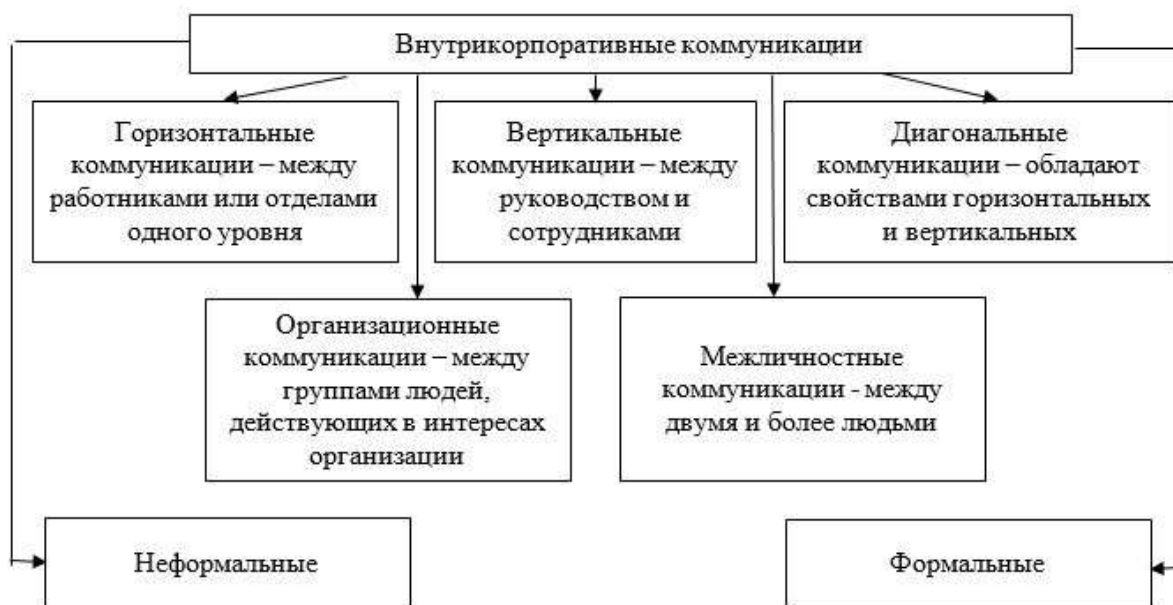 Внутрикорпоративные коммуникации
Горизонтальные
коммуникации – между
работниками или отделами
одного уровня
Вертикальные
коммуникации – между
руководством и
сотрудниками
Диагональные
коммуникации – обладают
свойствами горизонтальных
и вертикальных
Организационные
коммуникации – между
группами людей,
действующих в интересах
организации
Межличностные
коммуникации - между
двумя и более людьми
Неформальные
Формальные